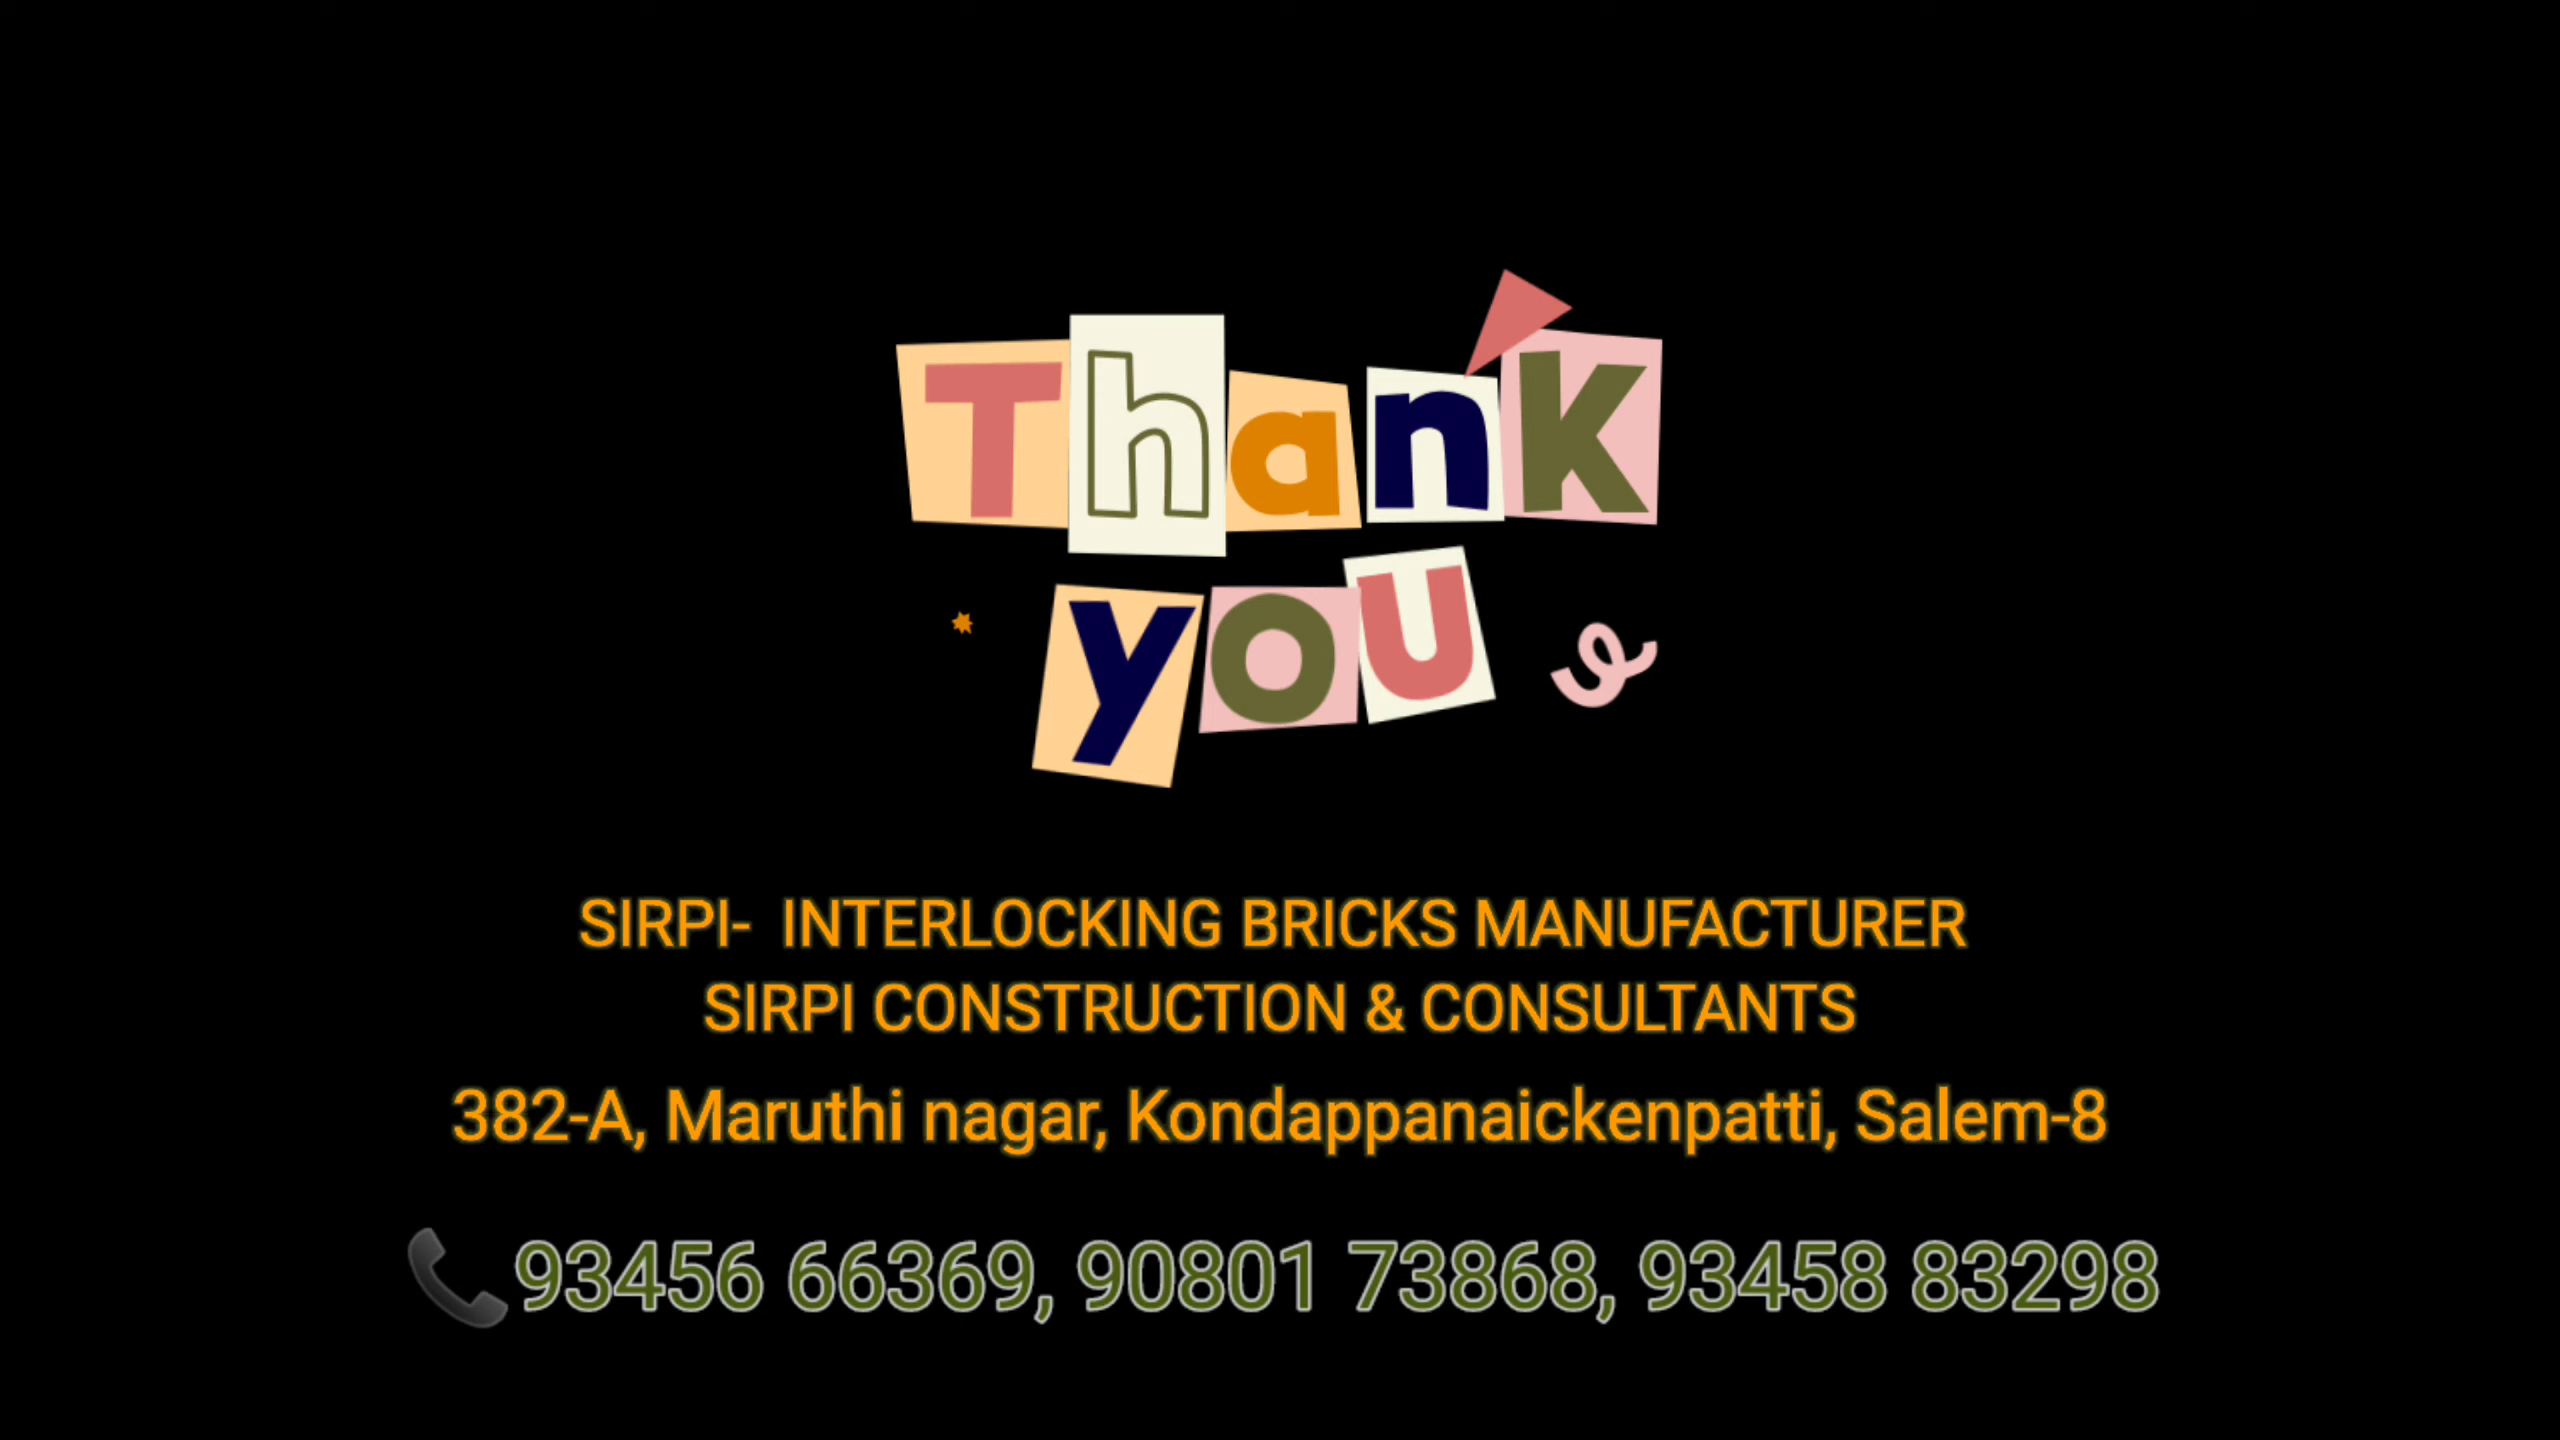 Thank
you
SIRPI- INTERLOCKING BRICKS MANUFACTURER
SIRPI CONSTRUCTION & CONSULTANTS
382-A, Maruthi nagar, Kondappanaickenpatti, Salem-8
📞93456 66369, 90801 73868, 93458 83298